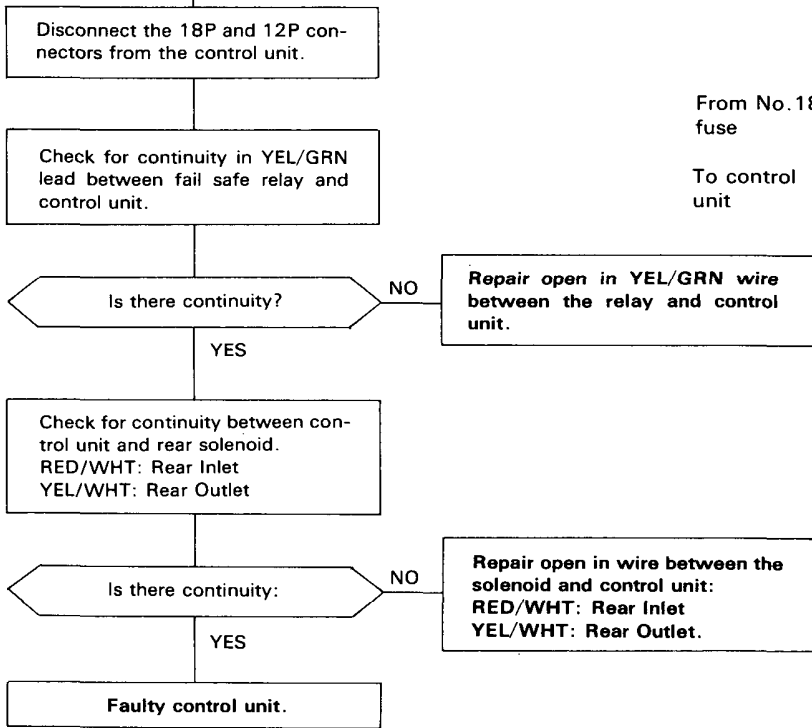 Disconnect the 18P and 12P con-
nectors from the control unit.
From No.18
fuse
To control
unit
Check for continuity in YEL/GRN
lead between fail safe relay and
control unit.
Is there continuity?
NO
Repair open in YEL/GRN wire
between the relay and control
unit.
YES
Check for continuity between con-
trol unit and rear solenoid.
RED/WHT: Rear Inlet
YEL/WHT: Rear Outlet
Is there continuity:
NO
Repair open in wire between the
solenoid and control unit:
RED/WHT: Rear Inlet
YEL/WHT: Rear Outlet.
YES
Faulty control unit.